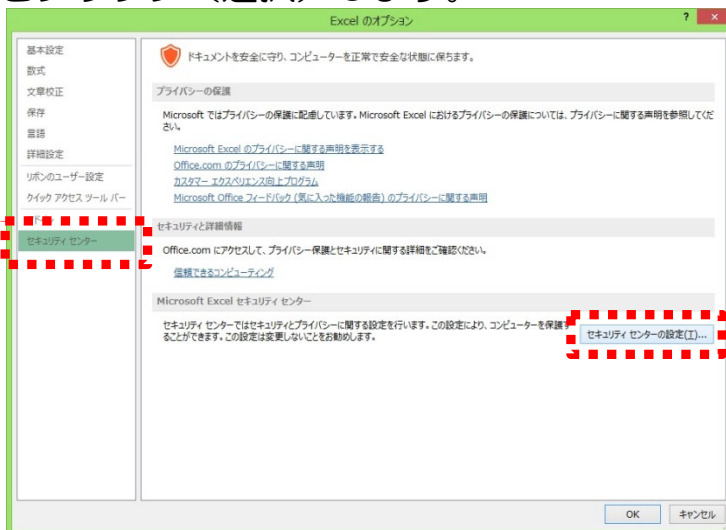 Excel のオプション
? ×
基本設定
数式
文章校正
保存
言語
詳細設定
リボンのユーザー設定
クイック アクセス ツール バー
セキュリティ センター
ドキュメントを安全に守り、コンピューターを正常で安全な状態に保ちます。
プライバシーの保護
Microsoft ではプライバシーの保護に配慮しています。Microsoft Excel におけるプライバシーの保護については、プライバシーに関する声明を参照してくだ
さい。
Microsoft Excel のプライバシーに関する声明を表示する
Office.com のプライバシーに関する声明
カスタマー エクスペリエンス向上プログラム
Microsoft Office フィードバック (気に入った機能の報告) のプライバシーに関する声明
セキュリティと詳細情報
Office.com にアクセスして、プライバシー保護とセキュリティに関する詳細をご確認ください。
信頼できるコンピューティング
Microsoft Excel セキュリティ センター
セキュリティ センターではセキュリティとプライバシーに関する設定を行います。この設定により、コンピューターを保護す
ることができます。この設定は変更しないことをお勧めします。
セキュリティ センターの設定(T)...
OK
キャンセル